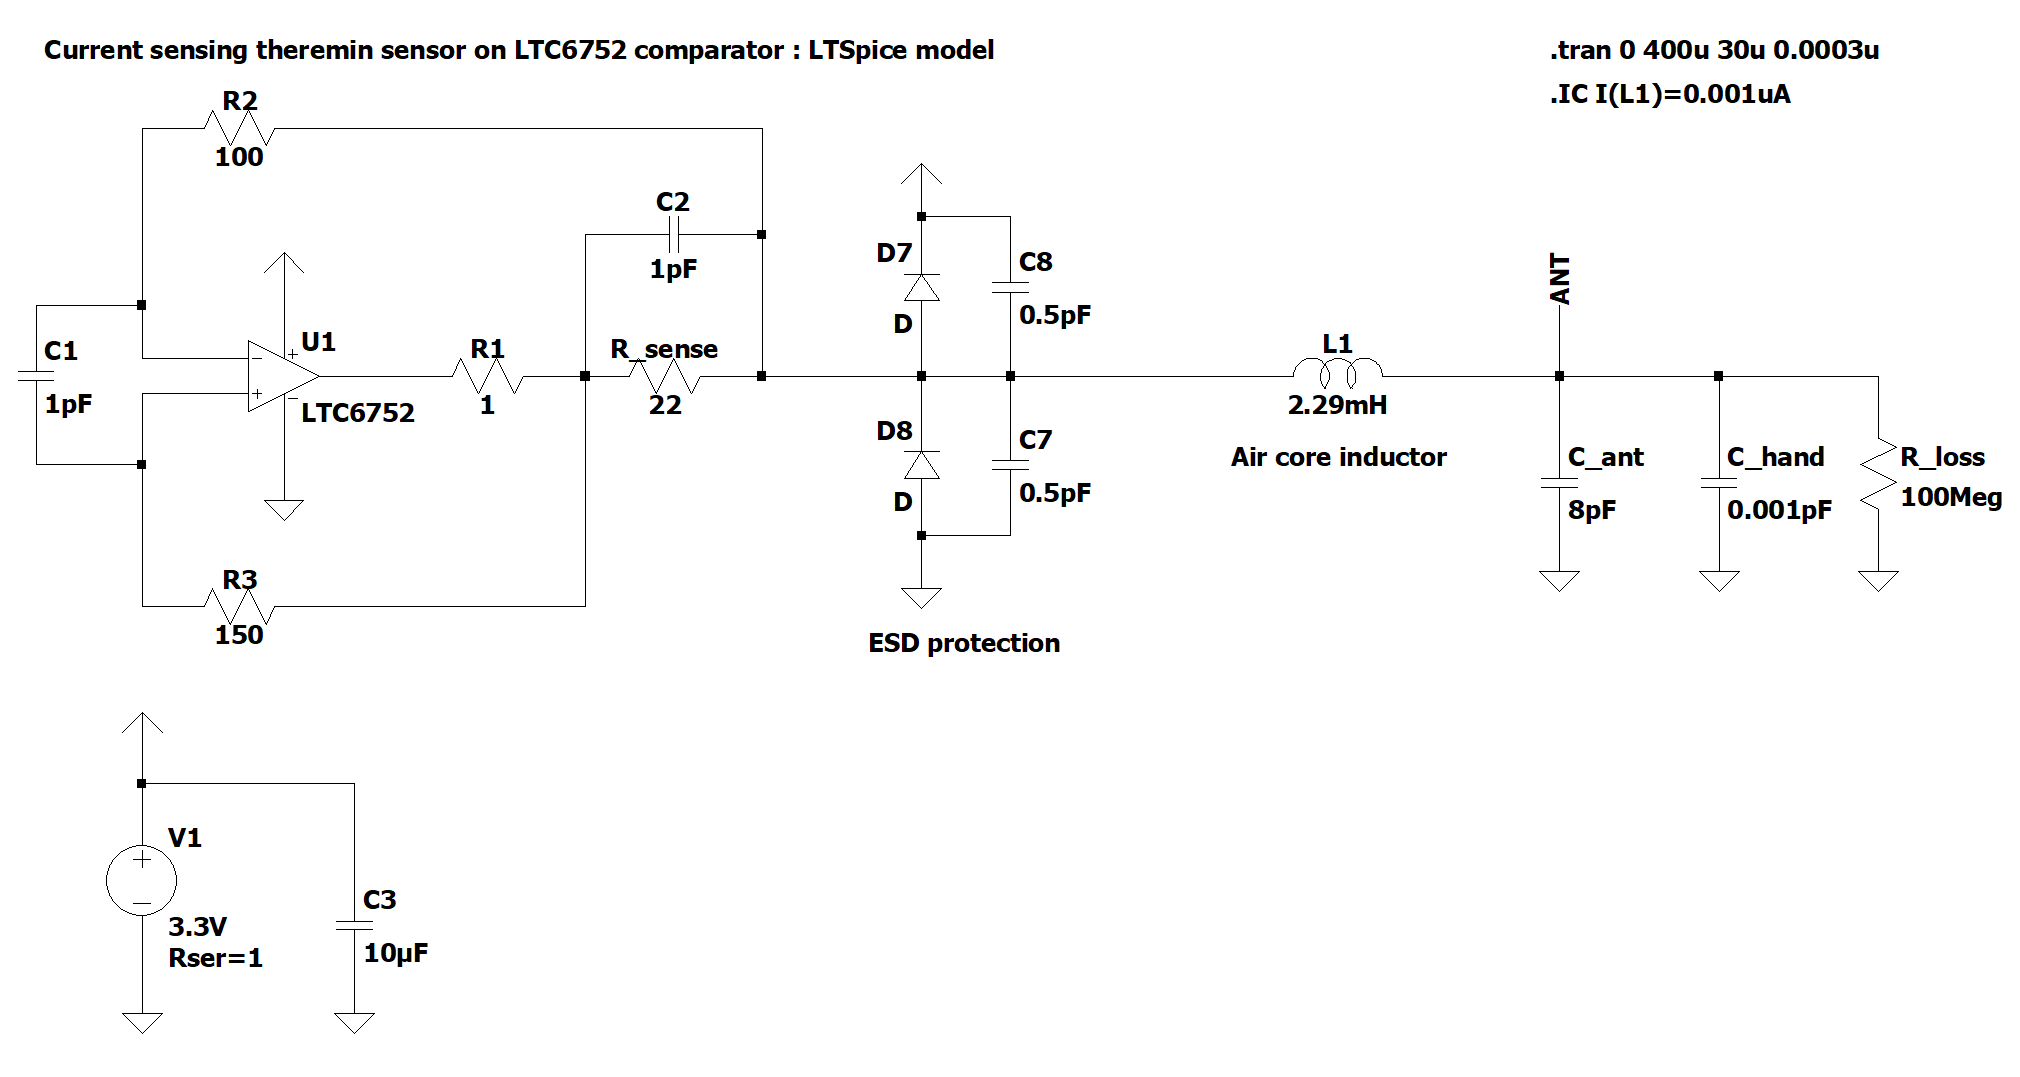 Current sensing theremin sensor on LTC6752 comparator : LTSpice model
.tran 0 400u 30u 0.0003u
.IC I(L1)=0.001uA
R2
100
C2
1pF
C1
1pF
U1
LTC6752
R1
1
R_sense
22
R3
150
D7
D
C8
0.5pF
D8
D
C7
0.5pF
ESD protection
L1
2.29mH
Air core inductor
ANT
C_ant
8pF
C_hand
0.001pF
R_loss
100Meg
V1
3.3V
Rser=1
C3
10µF